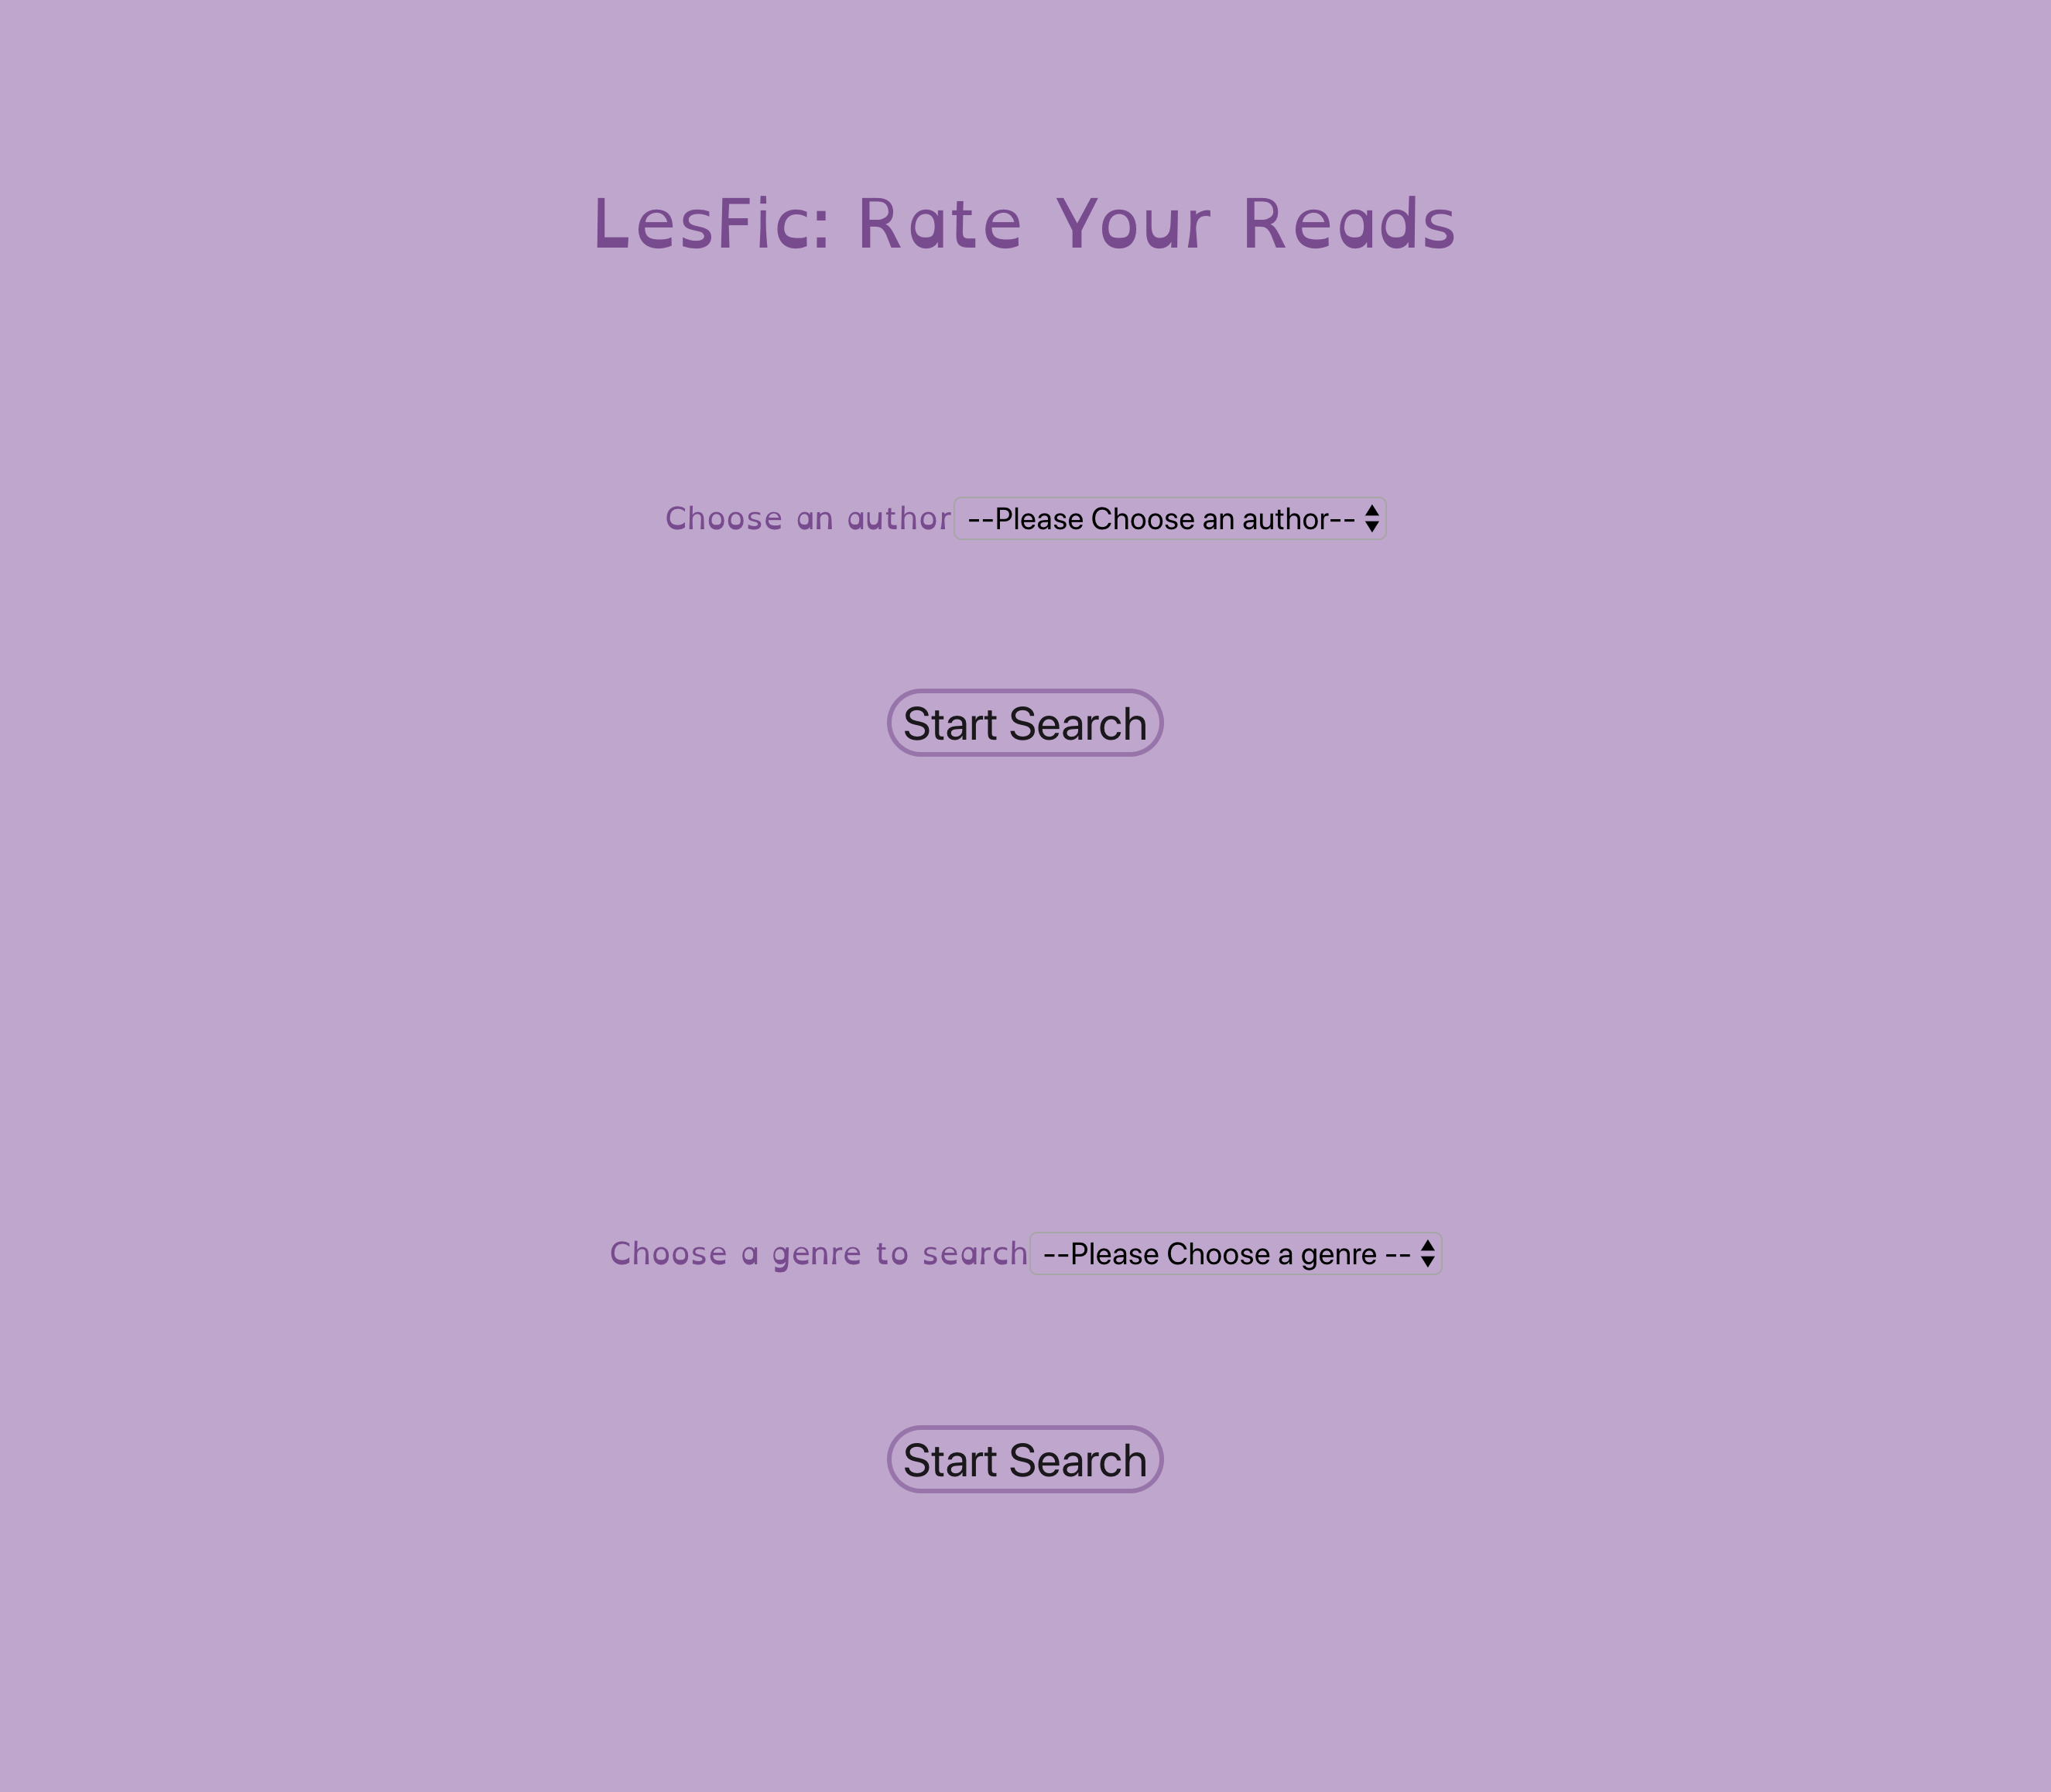 LesFic: Rate Your Reads
Choose an author --Please Choose an author--
Start Search
Choose a genre to search --Please Choose a genre --
Start Search